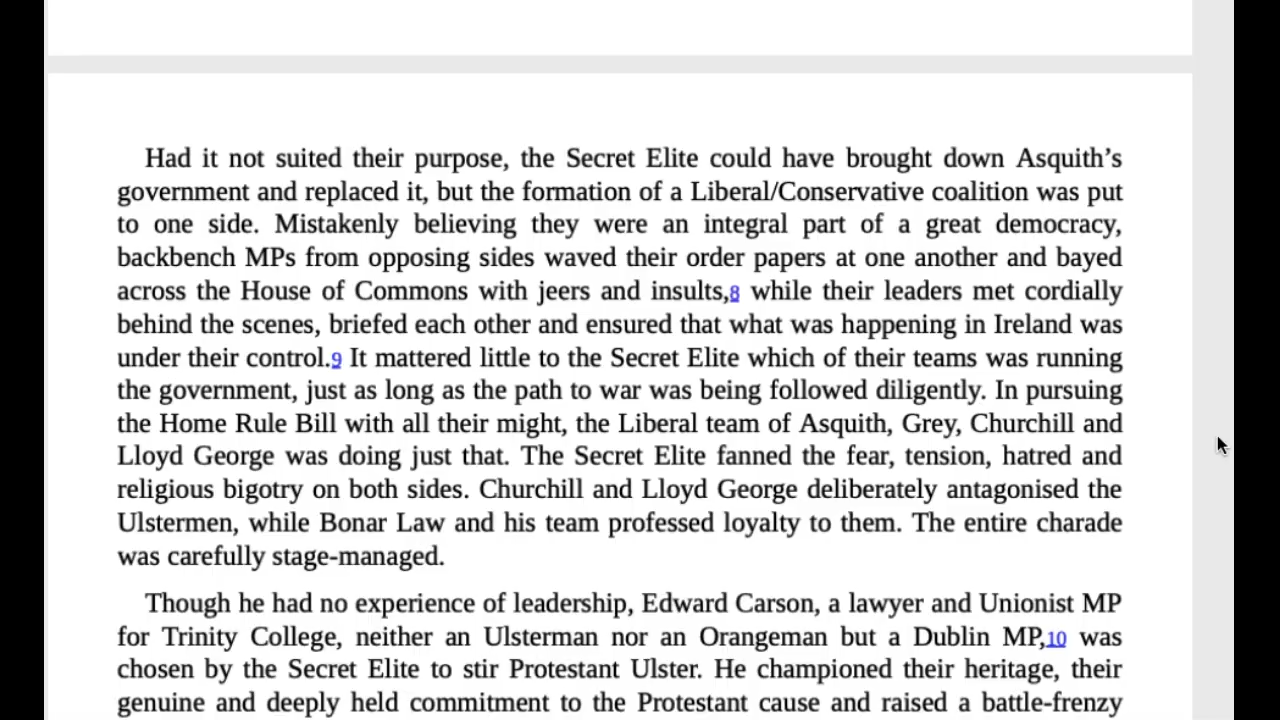 Had it not suited their purpose, the Secret Elite could have brought down Asquith’s
government and replaced it, but the formation of a Liberal/Conservative coalition was put
to one side. Mistakenly believing they were an integral part of a great democracy,
backbench MPs from opposing sides waved their order papers at one another and bayed
across the House of Commons with jeers and insults,8 while their leaders met cordially
behind the scenes, briefed each other and ensured that what was happening in Ireland was
under their control.9 It mattered little to the Secret Elite which of their teams was running
the government, just as long as the path to war was being followed diligently. In pursuing
the Home Rule Bill with all their might, the Liberal team of Asquith, Grey, Churchill and
Lloyd George was doing just that. The Secret Elite fanned the fear, tension, hatred and
religious bigotry on both sides. Churchill and Lloyd George deliberately antagonised the
Ulstermen, while Bonar Law and his team professed loyalty to them. The entire charade
was carefully stage-managed.
Though he had no experience of leadership, Edward Carson, a lawyer and Unionist MP
for Trinity College, neither an Ulsterman nor an Orangeman but a Dublin MP,10 was
chosen by the Secret Elite to stir Protestant Ulster. He championed their heritage, their
genuine and deeply held commitment to the Protestant cause and raised a battle-frenzy